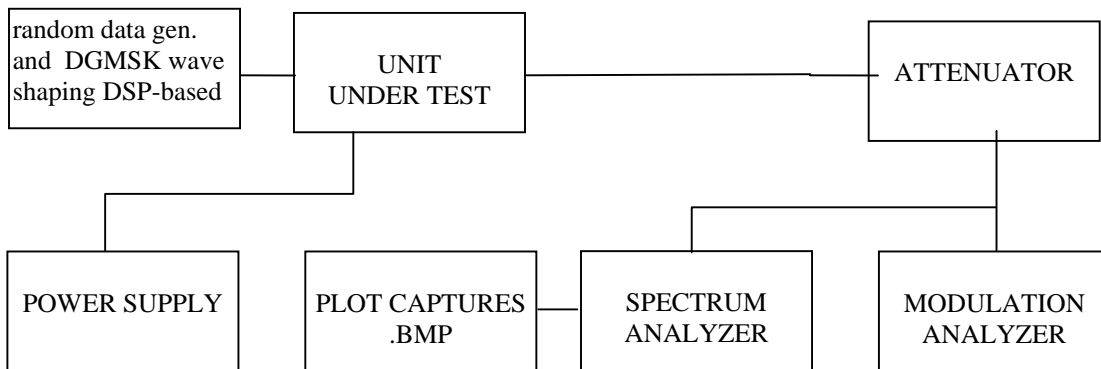 random data gen.
and DGMSK wave
shaping DSP-based
UNIT
UNDER TEST
ATTENUATOR
POWER SUPPLY
PLOT CAPTURES
.BMP
SPECTRUM
ANALYZER
MODULATION
ANALYZER